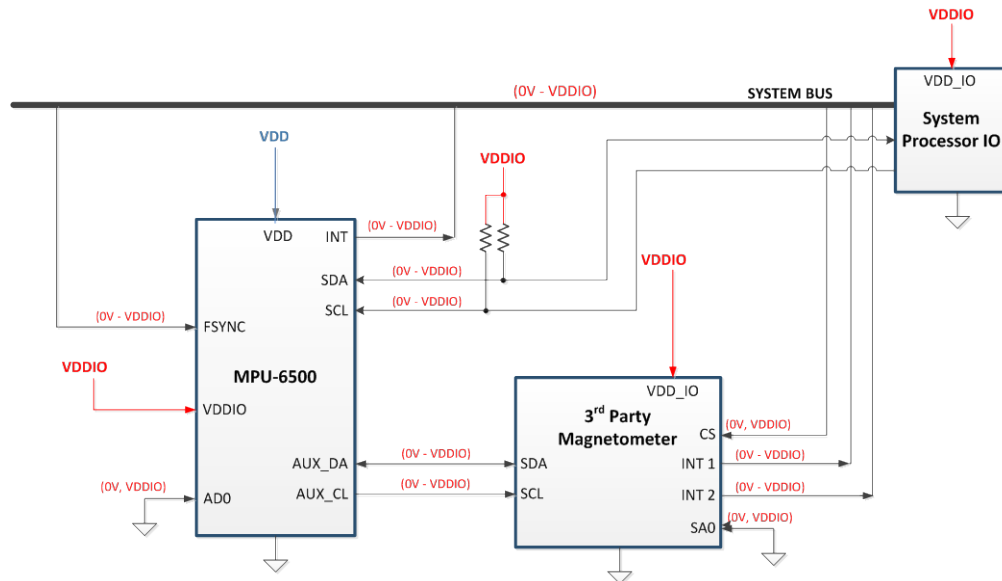 VDDIO
VDD_IO
System
Processor IO
(0V - VDDIO)
SYSTEM BUS
VDD
VDDIO
VDD
INT
(0V - VDDIO)
SDA
(0V - VDDIO)
SCL
(0V - VDDIO)
(0V - VDDIO)
FSYNC
MPU-6500
VDDIO
VDDIO
VDDIO
VDD_IO
3rd Party
Magnetometer
CS
(0V, VDDIO)
AUX_DA
(0V - VDDIO)
SDA
INT 1
(0V - VDDIO)
AUX_CL
(0V - VDDIO)
SCL
INT 2
(0V - VDDIO)
(0V, VDDIO)
AD0
SA0
(0V, VDDIO)